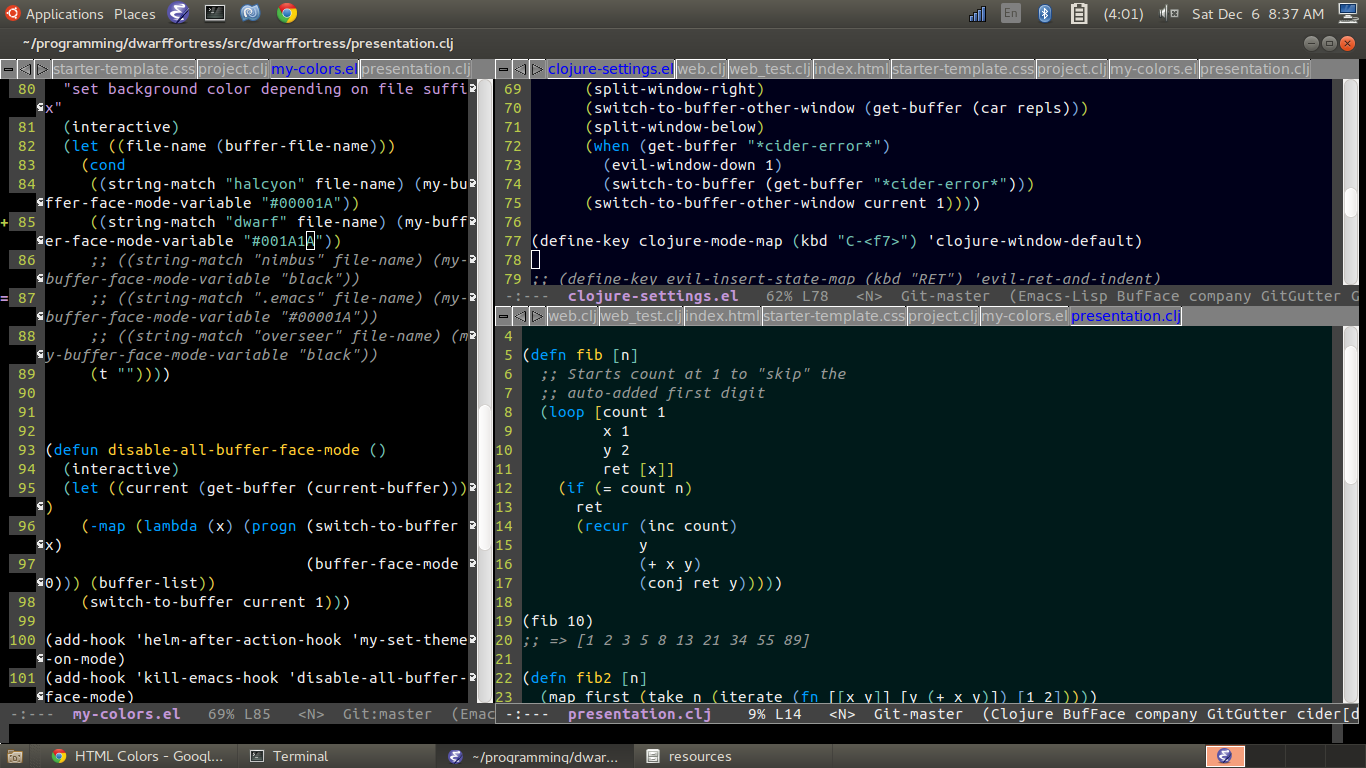 Applications Places En (4:01) Sat Dec 6 8:37 AM
~/programming/dwarffortress/src/dwarffortress/presentation.clj
starter-template.css project.clj my-colors.el presentation.clj
80 "set background color depending on file suffi
x"
81 (interactive)
82 (let ((file-name (buffer-file-name)))
83 (cond
84 ((string-match "halcyon" file-name) (my-bu
ffer-face-mode-variable "#00001A"))
+ 85 ((string-match "dwarf" file-name) (my-buff
er-face-mode-variable "#001A1A"))
86 ;; ((string-match "nimbus" file-name) (my-
buffer-face-mode-variable "black"))
= 87 ;; ((string-match ".emacs" file-name) (my-
buffer-face-mode-variable "#00001A"))
88 ;; ((string-match "overseer" file-name) (m
y-buffer-face-mode-variable "black"))
89 (t ""))))
90
91
92
93 (defun disable-all-buffer-face-mode ()
94 (interactive)
95 (let ((current (get-buffer (current-buffer)))
)
96 (-map (lambda (x) (progn (switch-to-buffer
x)
97 (buffer-face-mode
0))) (buffer-list))
98 (switch-to-buffer current 1)))
99
100 (add-hook 'helm-after-action-hook 'my-set-theme
-on-mode)
101 (add-hook 'kill-emacs-hook 'disable-all-buffer-
face-mode)
-:--- my-colors.el 69% L85 <N> Git:master (Emac
clojure-settings.el web.clj web_test.clj index.html starter-template.css project.clj my-colors.el presentation.clj
69 (split-window-right)
70 (switch-to-buffer-other-window (get-buffer (car repls)))
71 (split-window-below)
72 (when (get-buffer "*cider-error*")
73 (evil-window-down 1)
74 (switch-to-buffer (get-buffer "*cider-error*")))
75 (switch-to-buffer-other-window current 1))))
76
77 (define-key clojure-mode-map (kbd "C-<f7>") 'clojure-window-default)
78
79 ;; (define-key evil-insert-state-map (kbd "RET") 'evil-ret-and-indent)
-:--- clojure-settings.el 62% L78 <N> Git-master (Emacs-Lisp BufFace company GitGutter G
web.clj web_test.clj index.html starter-template.css project.clj my-colors.el presentation.clj
4
5 (defn fib [n]
6 ;; Starts count at 1 to "skip" the
7 ;; auto-added first digit
8 (loop [count 1
9 x 1
10 y 2
11 ret [x]]
12 (if (= count n)
13 ret
14 (recur (inc count)
15 y
16 (+ x y)
17 (conj ret y)))))
18
19 (fib 10)
20 ;; => [1 2 3 5 8 13 21 34 55 89]
21
22 (defn fib2 [n]
23 (map first (take n (iterate (fn [[x y]] [y (+ x y)]) [1 2]))))
-:--- presentation.clj 9% L14 <N> Git-master (Clojure BufFace company GitGutter cider[d
HTML Colors - Googl... Terminal ~/programming/dwar... resources